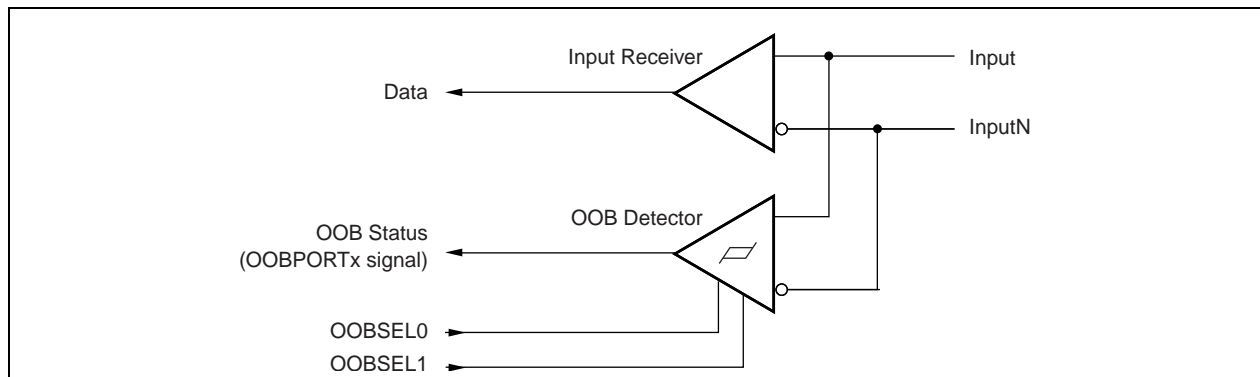 Input Receiver
Input
Data
InputN
OOB Detector
OOB Status
(OOBPORTx signal)
OOBSEL0
OOBSEL1